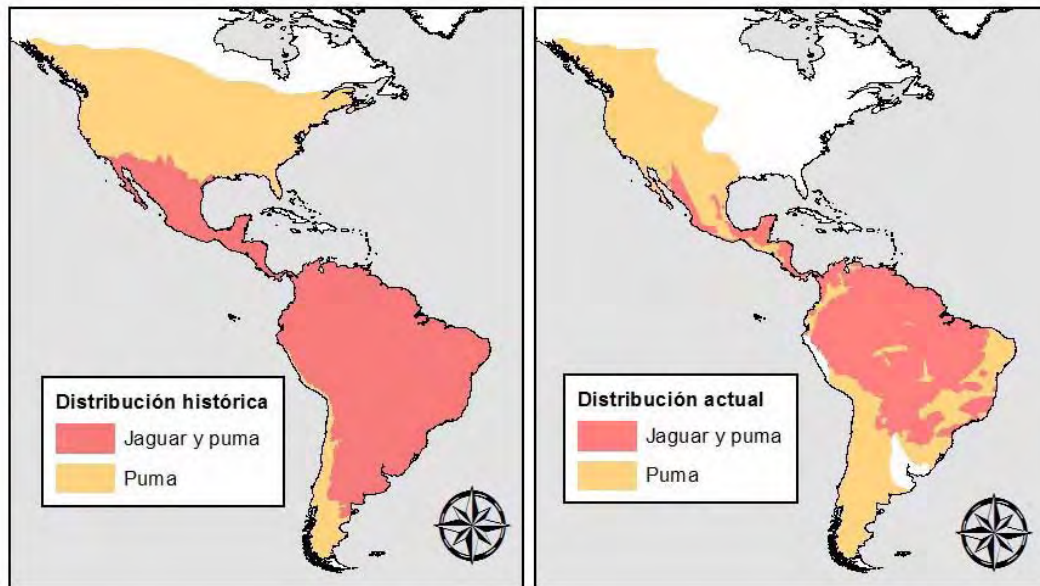 Distribución histórica
Jaguar y puma
Puma
Distribución actual
Jaguar y puma
Puma